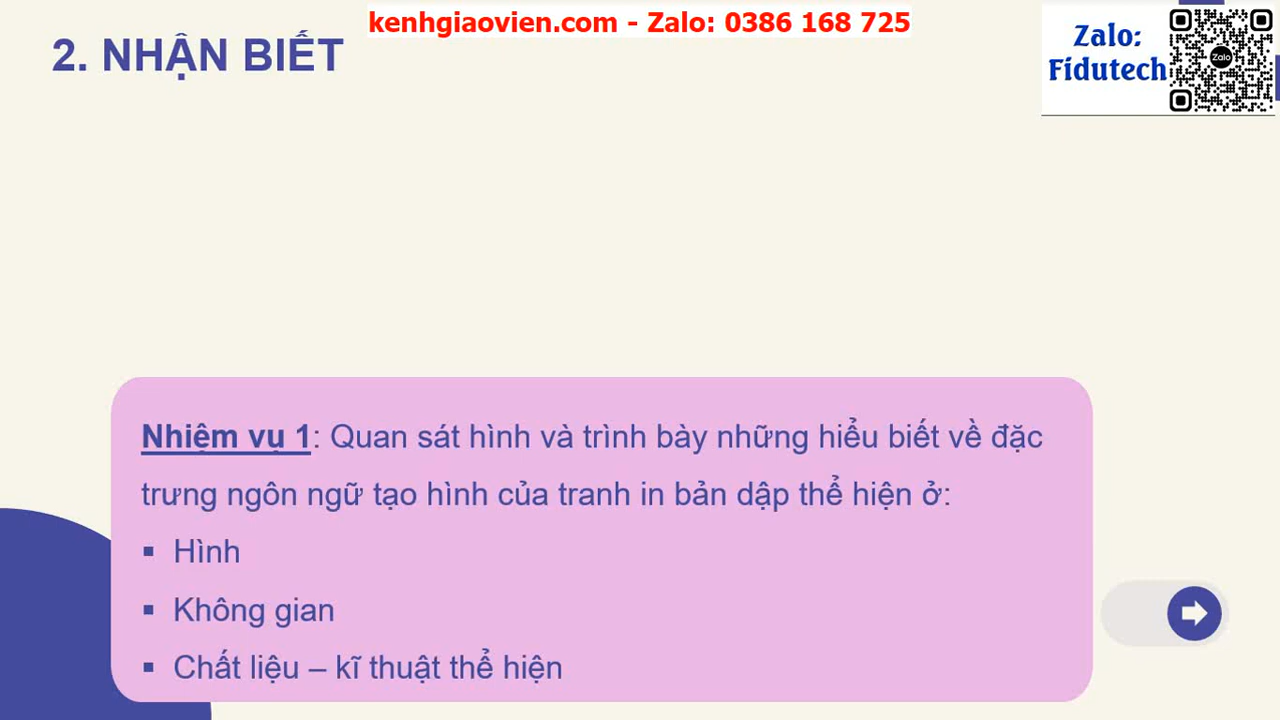 kenhgiaovien.com - Zalo: 0386 168 725
2. NHẬN BIẾT
Zalo:
Fidutech
Zalo
Nhiệm vụ 1: Quan sát hình và trình bày những hiểu biết về đặc
trưng ngôn ngữ tạo hình của tranh in bản dập thể hiện ở:
▪ Hình
▪ Không gian
▪ Chất liệu – kĩ thuật thể hiện